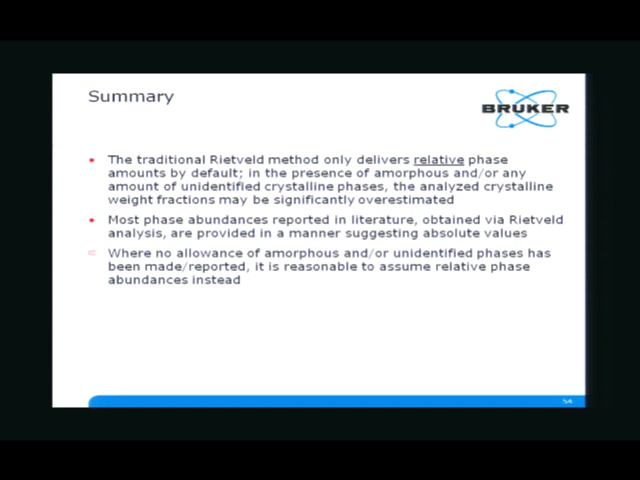 Summary
BRUKER
• The traditional Rietveld method only delivers relative phase
amounts by default; in the presence of amorphous and/or any
amount of unidentified crystalline phases, the analyzed crystalline
weight fractions may be significantly overestimated
• Most phase abundances reported in literature, obtained via Rietveld
analysis, are provided in a manner suggesting absolute values
Where no allowance of amorphous and/or unidentified phases has
been made/reported, it is reasonable to assume relative phase
abundances instead
54